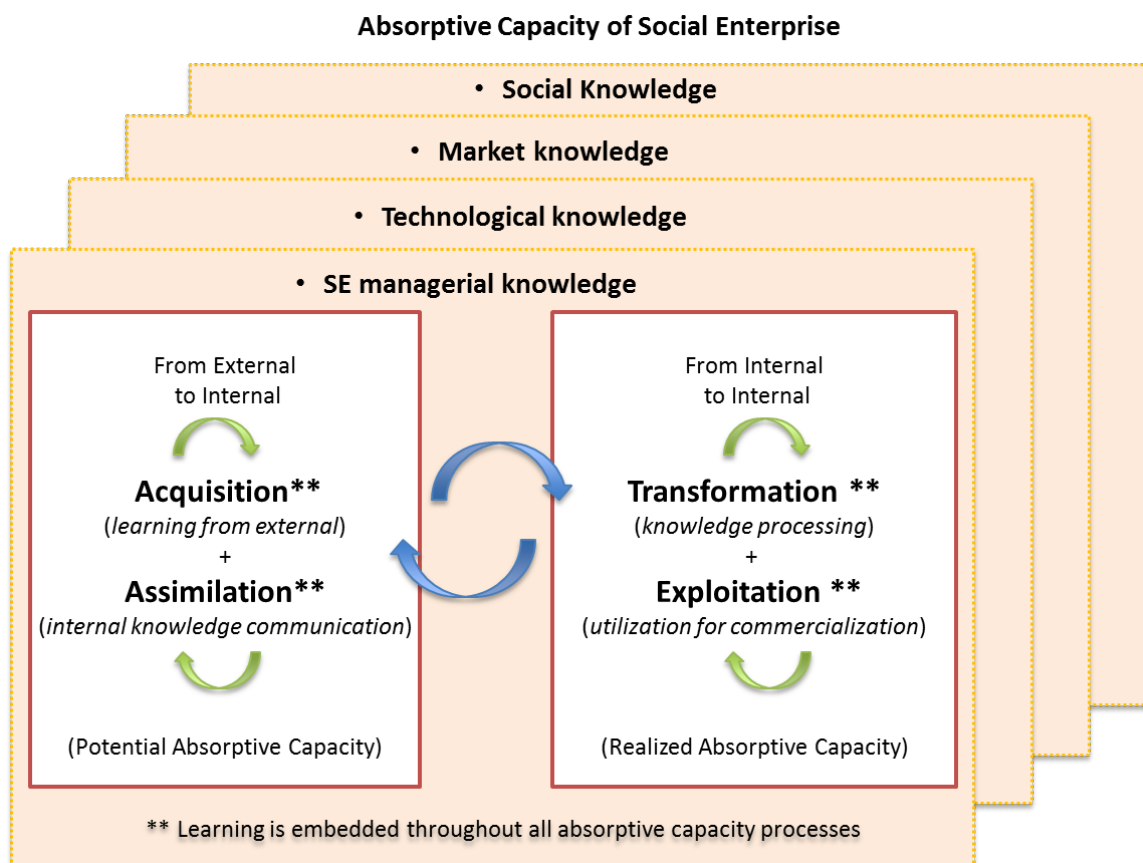 Absorptive Capacity of Social Enterprise
• Social Knowledge
• Market knowledge
• Technological knowledge
• SE managerial knowledge
From External
to Internal
Acquisition**
(learning from external)
+
Assimilation**
(internal knowledge communication)
(Potential Absorptive Capacity)
From Internal
to Internal
Transformation **
(knowledge processing)
+
Exploitation **
(utilization for commercialization)
(Realized Absorptive Capacity)
** Learning is embedded throughout all absorptive capacity processes